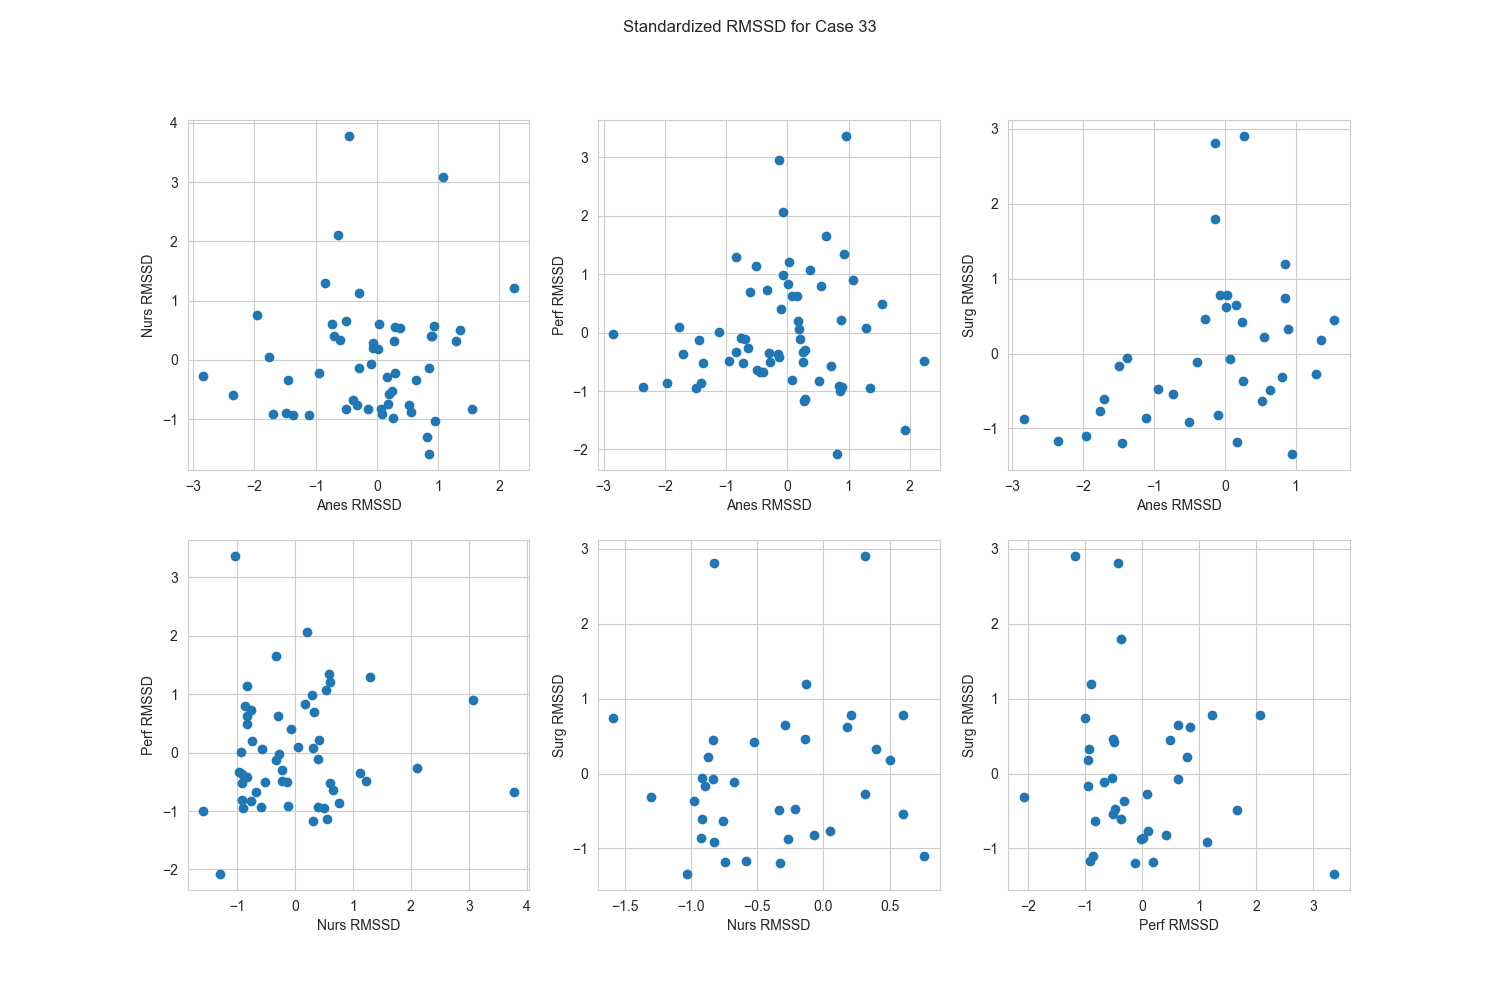 Standardized RMSSD for Case 33
Nurs RMSSD
4
3
2
1
0
−1
−3 −2 −1 0 1 2
Anes RMSSD
Perf RMSSD
3
2
1
0
−1
−2
−3 −2 −1 0 1 2
Anes RMSSD
Surg RMSSD
3
2
1
0
−1
−3 −2 −1 0 1
Anes RMSSD
Perf RMSSD
3
2
1
0
−1
−2
−1 0 1 2 3 4
Nurs RMSSD
Surg RMSSD
3
2
1
0
−1
−1.5 −1.0 −0.5 0.0 0.5
Nurs RMSSD
Surg RMSSD
3
2
1
0
−1
−2 −1 0 1 2 3
Perf RMSSD